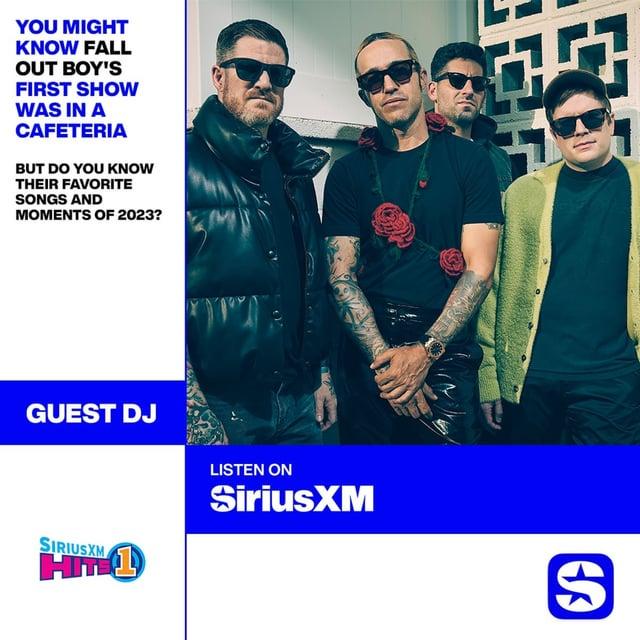 YOU MIGHT
KNOW FALL
OUT BOY'S
FIRST SHOW
WAS IN A
CAFETERIA
BUT DO YOU KNOW
THEIR FAVORITE
SONGS AND
MOMENTS OF 2023?
GUEST DJ
LISTEN ON
SiriusXM
SIRIUSXM
HITS 1
S